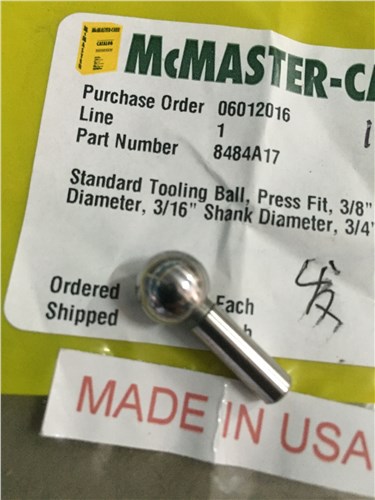 McMASTER-CA
CATALOG
Purchase Order 06012016
Line 1
Part Number 8484A17
Standard Tooling Ball, Press Fit, 3/8"
Diameter, 3/16" Shank Diameter, 3/4"
Ordered Each
Shipped
发
MADE IN USA